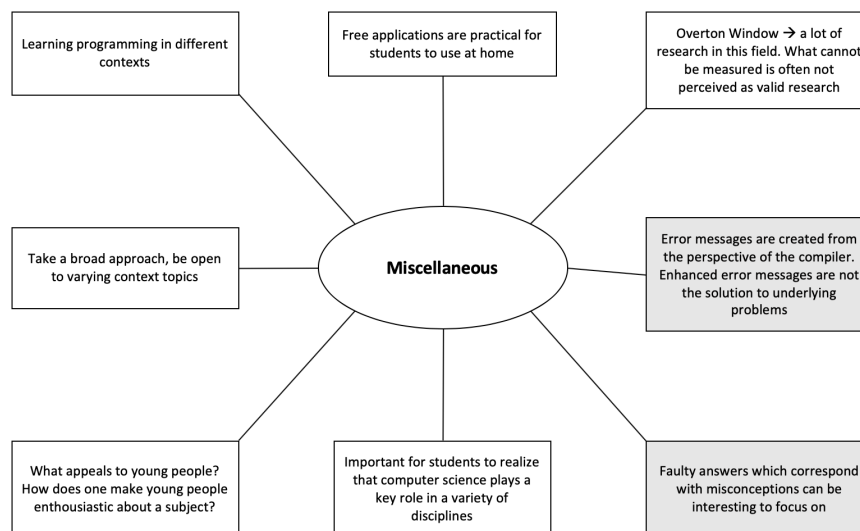 Learning programming in different
contexts
Free applications are practical for
students to use at home
Overton Window → a lot of
research in this field. What cannot
be measured is often not
perceived as valid research
Take a broad approach, be open
to varying context topics
Miscellaneous
Error messages are created from
the perspective of the compiler.
Enhanced error messages are not
the solution to underlying
problems
What appeals to young people?
How does one make young people
enthusiastic about a subject?
Important for students to realize
that computer science plays a
key role in a variety of
disciplines
Faulty answers which correspond
with misconceptions can be
interesting to focus on